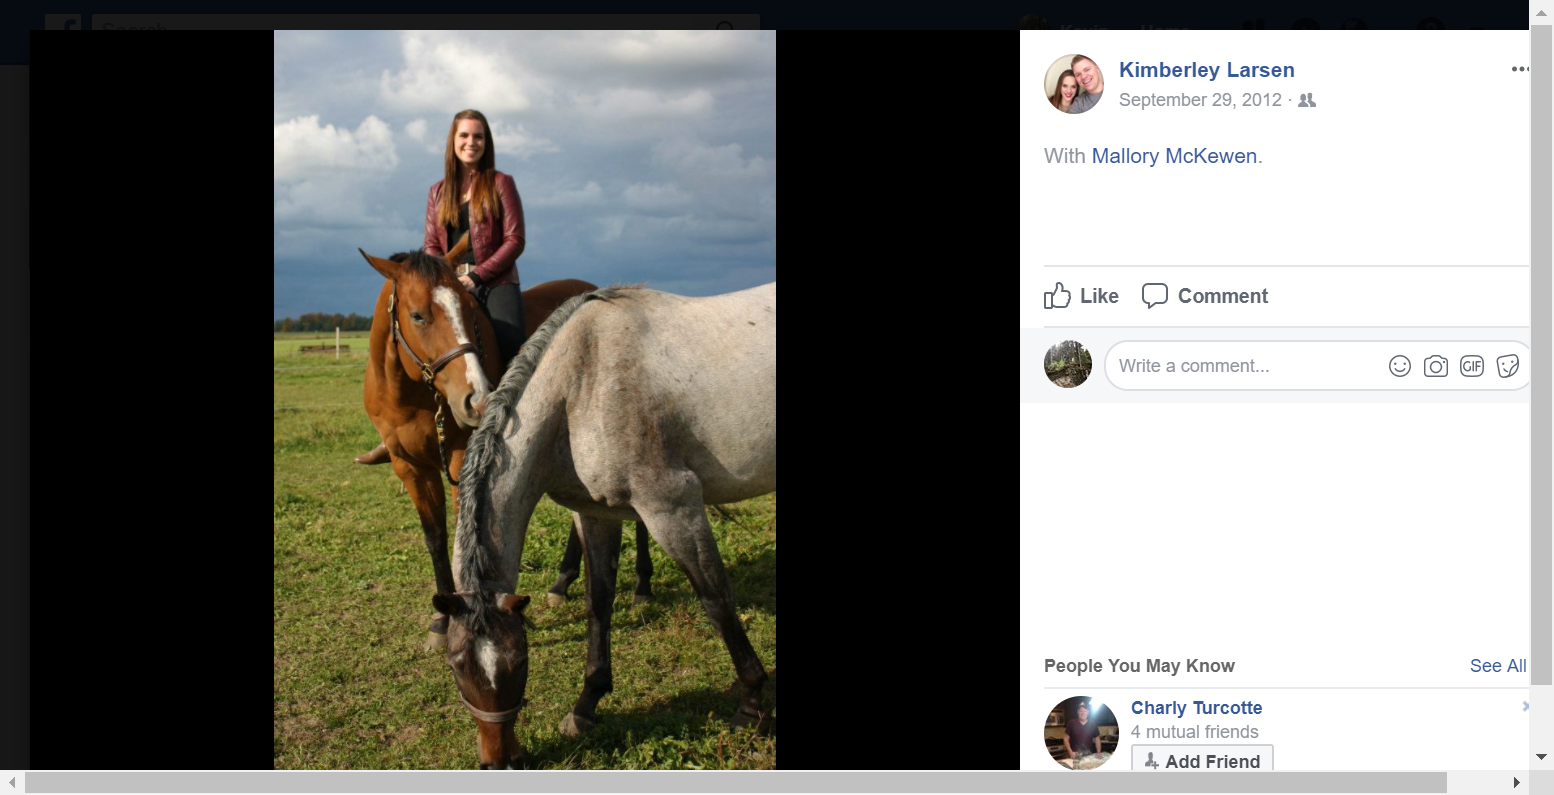 Search
Kimberley Larsen
September 29, 2012 ·
With Mallory McKewen.
Like
Comment
Write a comment...
GIF
People You May Know
See All
Charly Turcotte
4 mutual friends
Add Friend